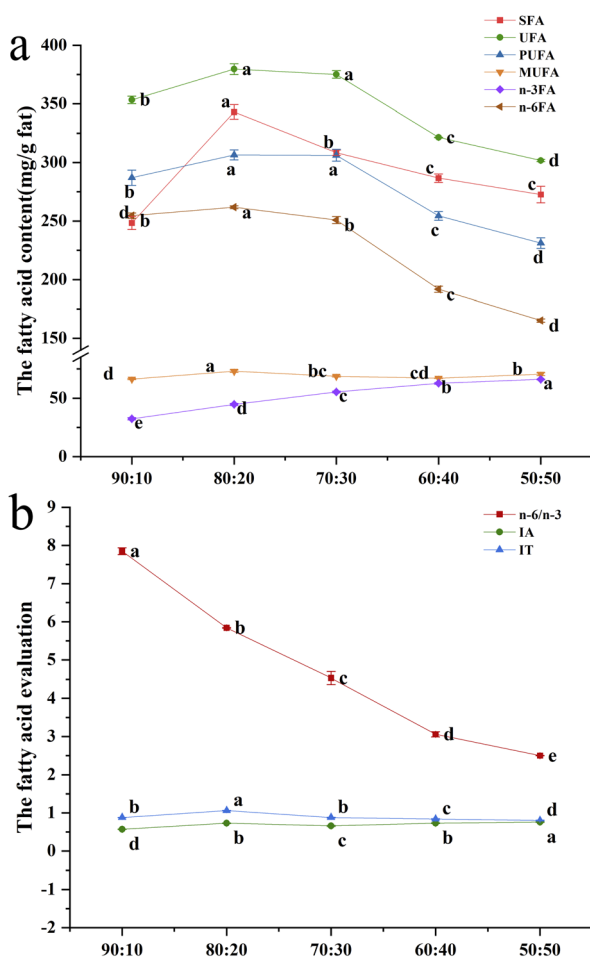 a
SFA
UFA
PUFA
MUFA
n-3FA
n-6FA
The fatty acid content(mg/g fat)
400
350
300
250
200
150
50
0
b a a c d
a b c c
b a a c d
d b a b c d
d a bc cd b
e d c b a
90:10 80:20 70:30 60:40 50:50
b
n-6/n-3
IA
IT
The fatty acid evaluation
9
8
7
6
5
4
3
2
1
0
-1
-2
a
b
c
d
e
b a b c d
d b c b a
90:10 80:20 70:30 60:40 50:50